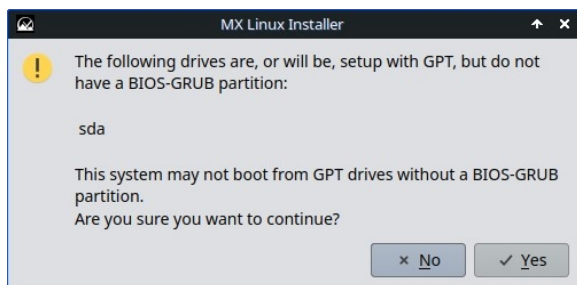 MX Linux Installer
The following drives are, or will be, setup with GPT, but do not
have a BIOS-GRUB partition:
sda
This system may not boot from GPT drives without a BIOS-GRUB
partition.
Are you sure you want to continue?
No
Yes